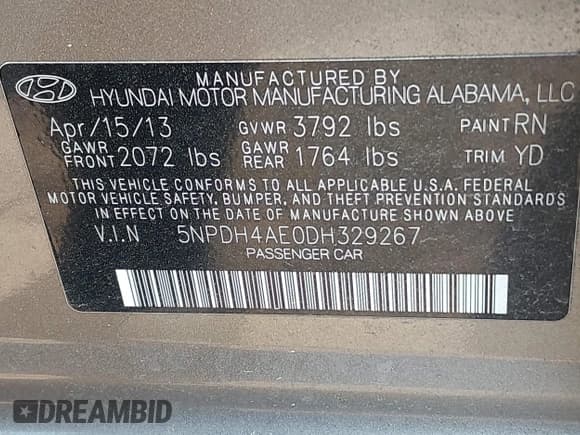 MANUFACTURED BY
HYUNDAI MOTOR MANUFACTURING ALABAMA, LLC
Apr/15/13 GVWR 3792 lbs PAINT RN
GAWR FRONT 2072 lbs GAWR REAR 1764 lbs TRIM YD
THIS VEHICLE CONFORMS TO ALL APPLICABLE U.S.A. FEDERAL
MOTOR VEHICLE SAFETY, BUMPER, AND THEFT PREVENTION STANDARDS
IN EFFECT ON THE DATE OF MANUFACTURE SHOWN ABOVE.
V.I.N 5NPDH4AE0DH329267
PASSENGER CAR
DREAMBID